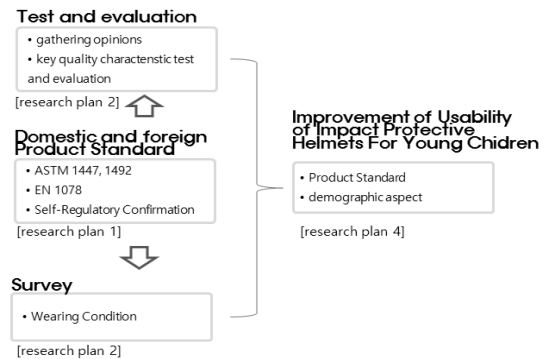 Test and evaluation
• gathering opinions
• key quality charactenstic test
and evaluation
[research plan 2]
Domestic and foreign
Product Standard
• ASTM 1447, 1492
• EN 1078
• Self-Regulatory Confirmation
[research plan 1]
Survey
• Wearing Condition
[research plan 2]
Improvement of Usability
of Impact Protective
Helmets For Young Chidren
• Product Standard
• demographic aspect
[research plan 4]